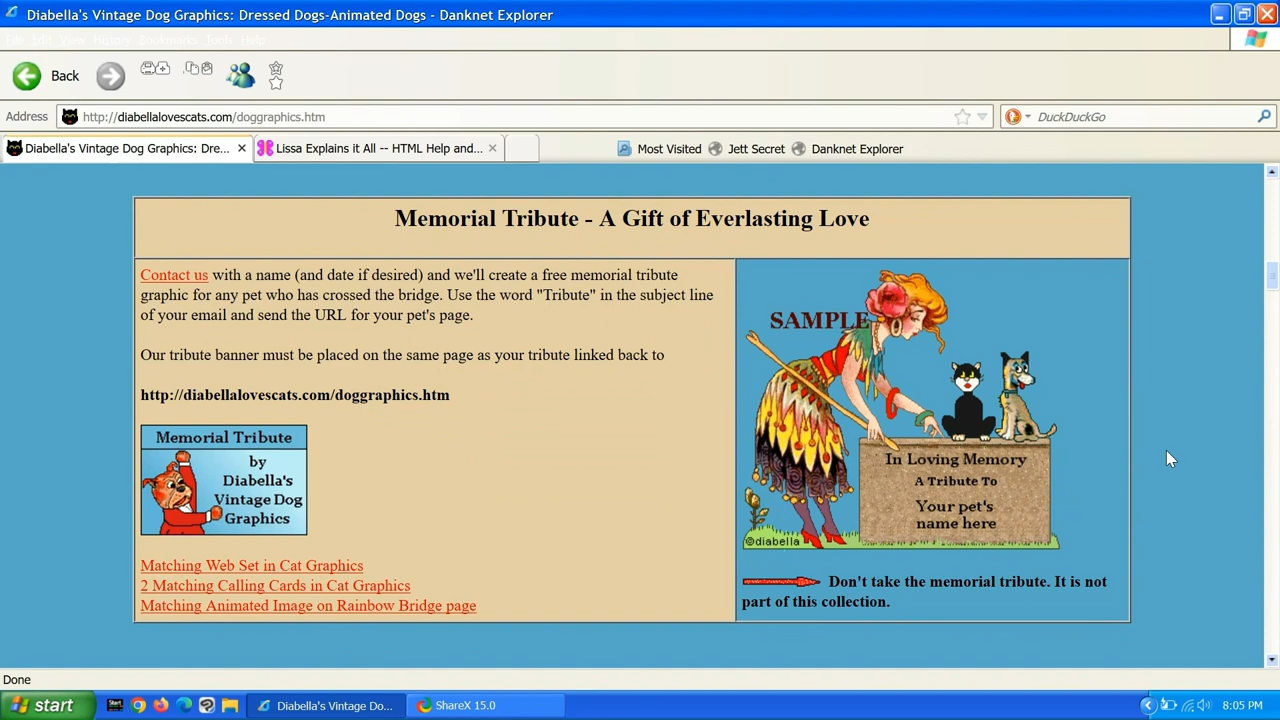 Diabella's Vintage Dog Graphics: Dressed Dogs-Animated Dogs - Danknet Explorer
File Edit View History Bookmarks Tools Help
Back
Address http://diabellalovescats.com/doggraphics.htm DuckDuckGo
Diabella's Vintage Dog Graphics: Dre... Lissa Explains it All -- HTML Help and... Most Visited Jett Secret Danknet Explorer
Memorial Tribute - A Gift of Everlasting Love
Contact us with a name (and date if desired) and we'll create a free memorial tribute
graphic for any pet who has crossed the bridge. Use the word "Tribute" in the subject line
of your email and send the URL for your pet's page.
Our tribute banner must be placed on the same page as your tribute linked back to
http://diabellalovescats.com/doggraphics.htm
Memorial Tribute
by
Diabella's
Vintage Dog
Graphics
Matching Web Set in Cat Graphics
2 Matching Calling Cards in Cat Graphics
Matching Animated Image on Rainbow Bridge page
SAMPLE
In Loving Memory
A Tribute To
Your pet's
name here
©diabella
Don't take the memorial tribute. It is not
part of this collection.
Done
start Diabella's Vintage Do... ShareX 15.0 8:05 PM